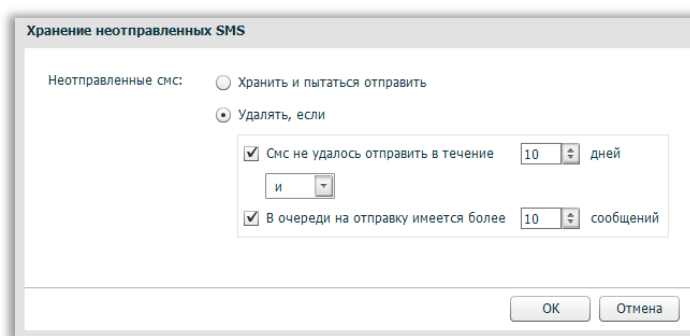 Хранение неотправленных SMS
Неотправленные смс: Хранить и пытаться отправить
Удалять, если
Смс не удалось отправить в течение 10 дней
и
В очереди на отправку имеется более 10 сообщений
ОК Отмена